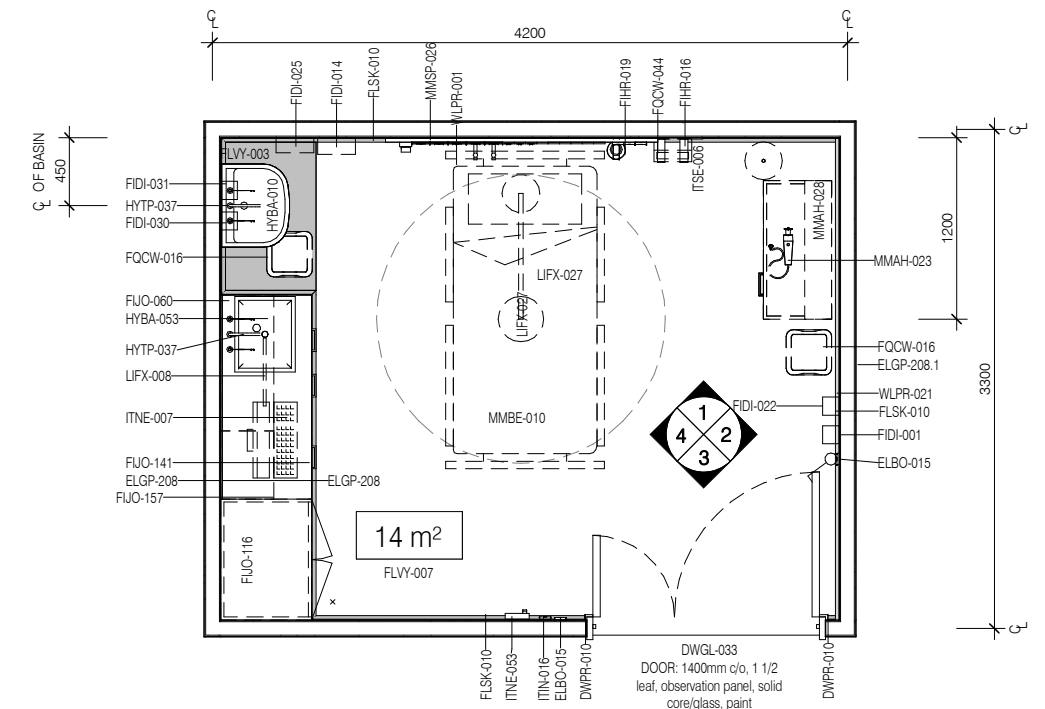 ℄
℄
4200
FIDI-025
FIDI-014
FLSK-010
MMSP-026
WLPR-001
FIHR-019
FQCW-044
FIHR-016
℄ OF BASIN
450
℄
LVY-003
ITSE-006
FIDI-031
HYTP-037
FIDI-030
HYBA-010
MMAH-028
1200
FQCW-016
MMAH-023
LIFX-027
LIFX-027
FIJO-060
HYBA-053
HYTP-037
LIFX-008
FQCW-016
ELGP-208.1
3300
WLPR-021
FIDI-022
FLSK-010
ITNE-007
MMBE-010
1
4 2
3
FIDI-001
FIJO-141
ELBO-015
ELGP-208
ELGP-208
FIJO-157
FIJO-116
14 m²
FLVY-007
×
℄
FLSK-010
ITNE-053
ITIN-016
ELBO-015
DWPR-010
DWPR-010
DWGL-033
DOOR: 1400mm c/o, 1 1/2
leaf, observation panel, solid
core/glass, paint